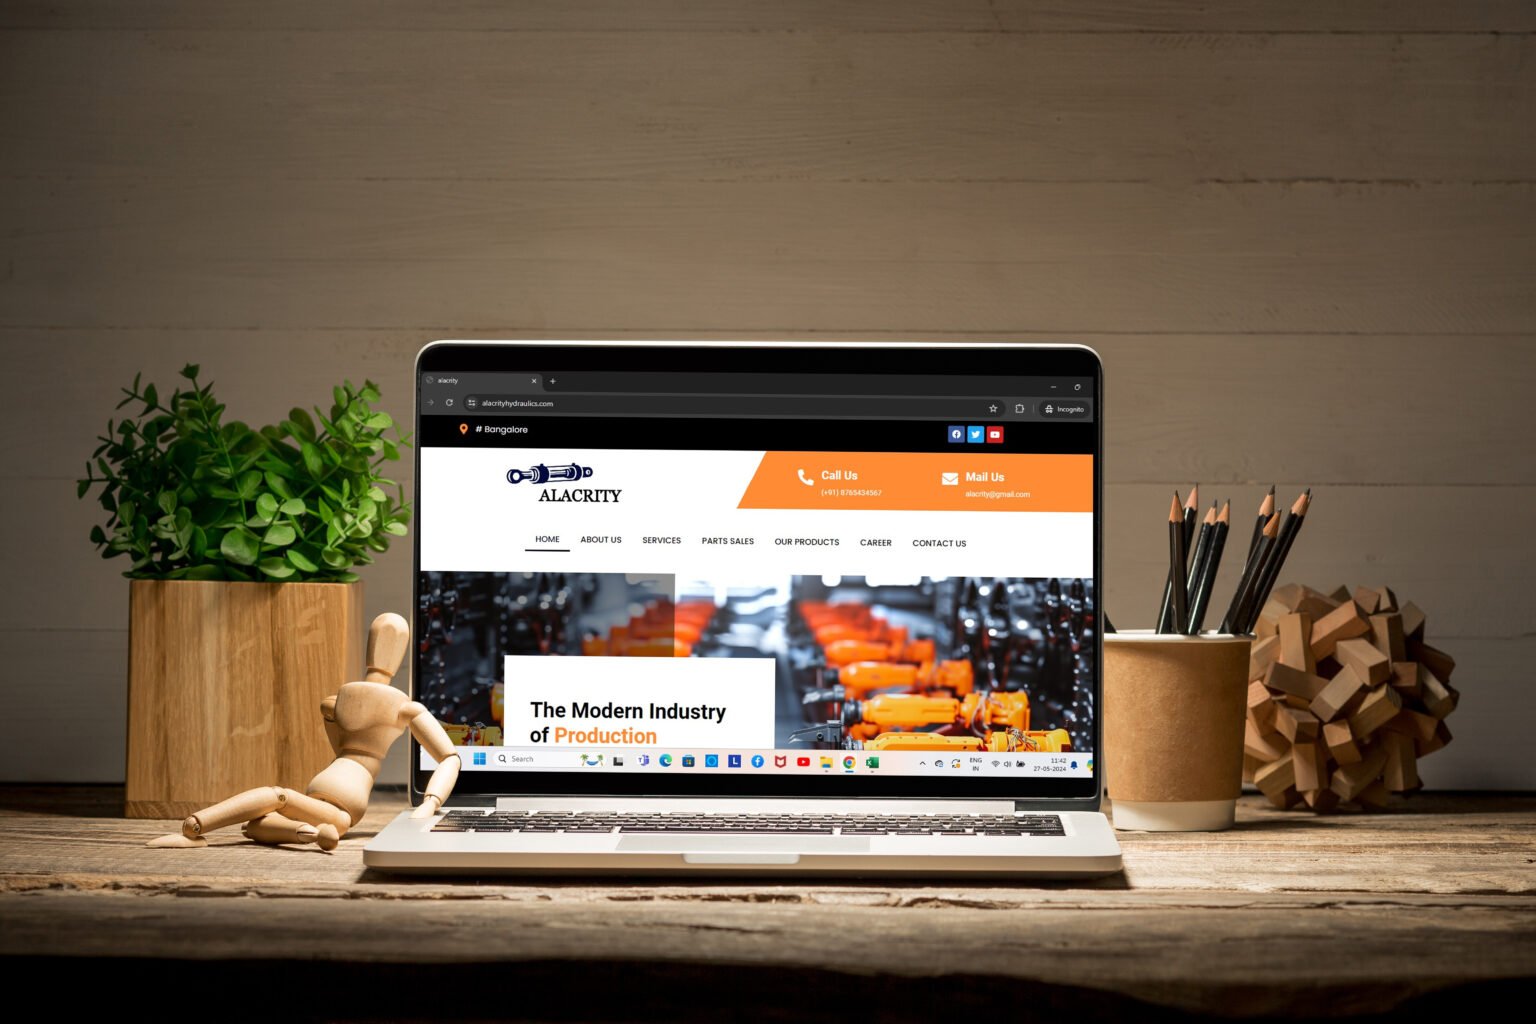 alacrity
alacrityhydraulics.com
Incognito
# Bangalore
ALACRITY
Call Us
(+91) 8765434567
Mail Us
alacrity@gmail.com
HOME ABOUT US SERVICES PARTS SALES OUR PRODUCTS CAREER CONTACT US
The Modern Industry
of Production
Search
ENG
IN
11:42
27-05-2024